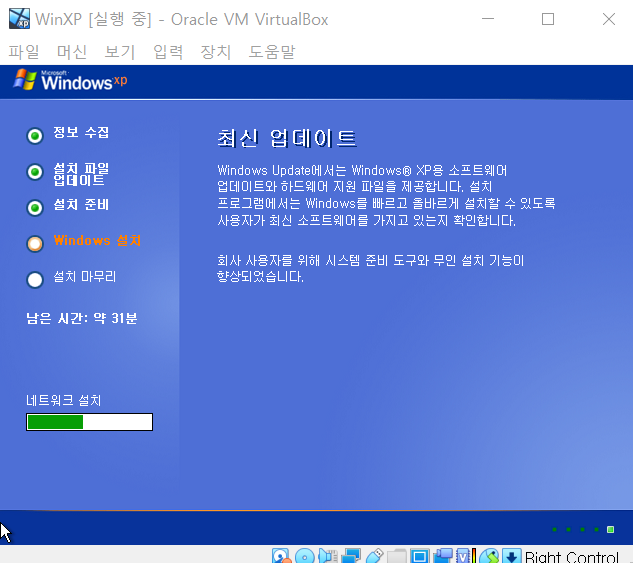 WinXP [실행 중] - Oracle VM VirtualBox
파일 머신 보기 입력 장치 도움말
Microsoft
Windows xp
정보 수집
설치 파일
업데이트
설치 준비
Windows 설치
설치 마무리
남은 시간: 약 31분
네트워크 설치
최신 업데이트
Windows Update에서는 Windows® XP용 소프트웨어
업데이트와 하드웨어 지원 파일을 제공합니다. 설치
프로그램에서는 Windows를 빠르고 올바르게 설치할 수 있도록
사용자가 최신 소프트웨어를 가지고 있는지 확인합니다.
회사 사용자를 위해 시스템 준비 도구와 무인 설치 기능이
향상되었습니다.
Right Control